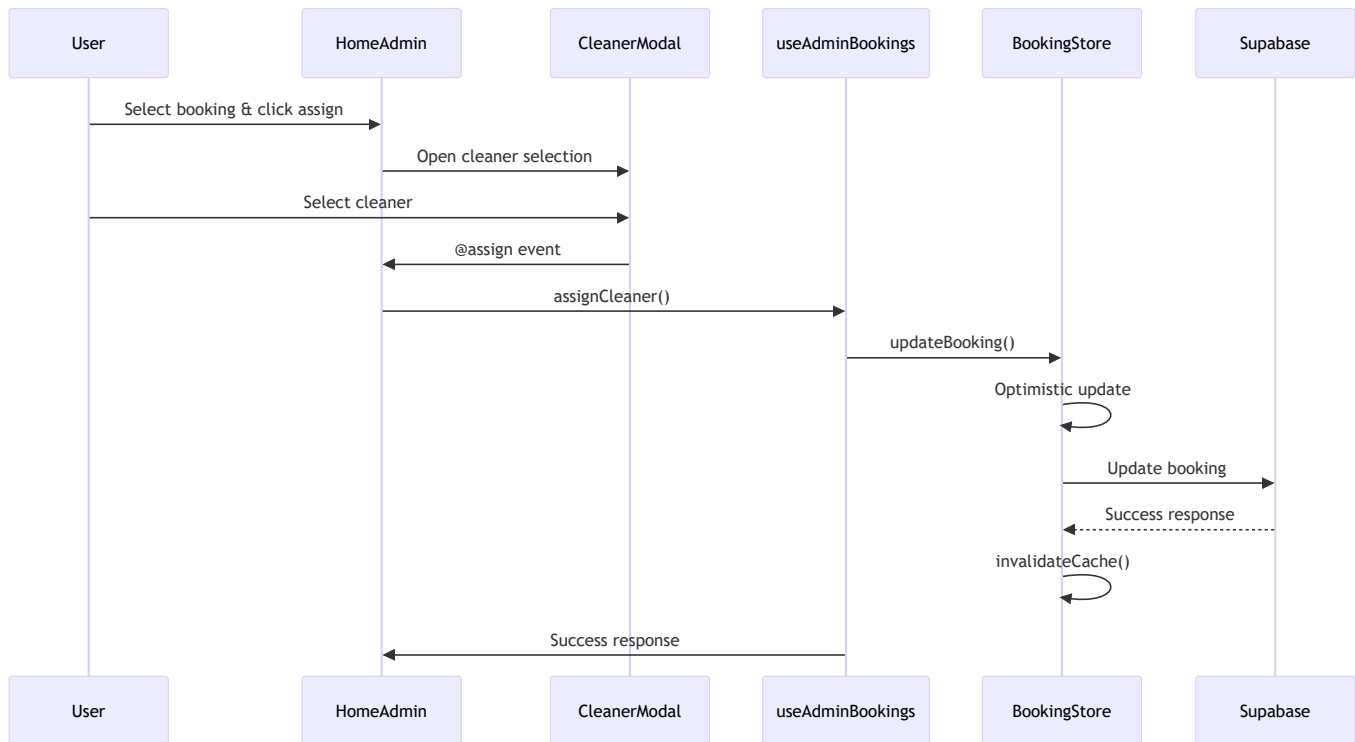 User
HomeAdmin
CleanerModal
useAdminBookings
BookingStore
Supabase
Select booking & click assign
Open cleaner selection
Select cleaner
@assign event
assignCleaner()
updateBooking()
Optimistic update
Update booking
Success response
invalidateCache()
Success response
User
HomeAdmin
CleanerModal
useAdminBookings
BookingStore
Supabase